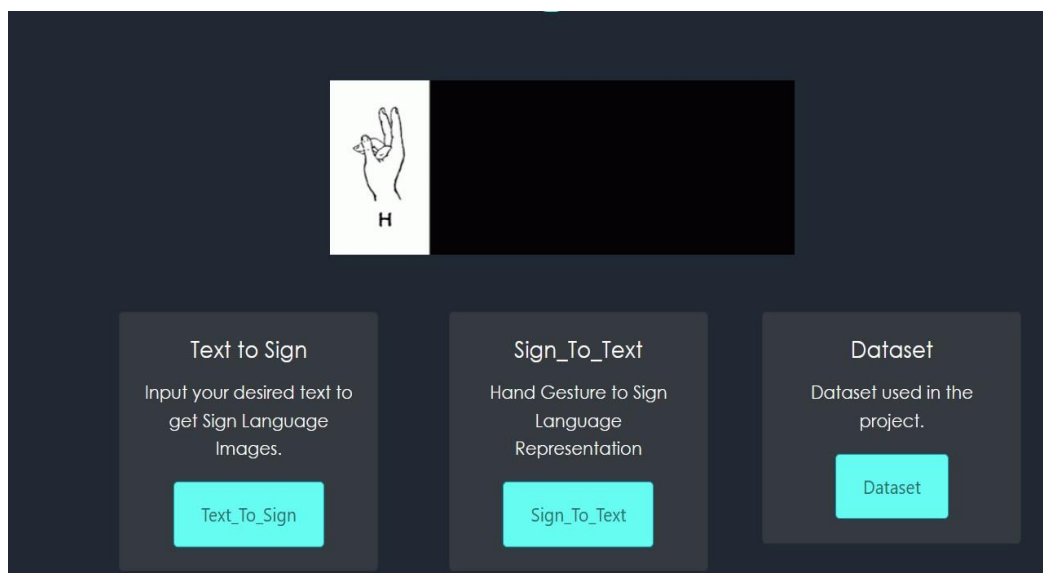 H
Text to Sign
Input your desired text to
get Sign Language
Images.
Text_To_Sign
Sign_To_Text
Hand Gesture to Sign
Language
Representation
Sign_To_Text
Dataset
Dataset used in the
project.
Dataset